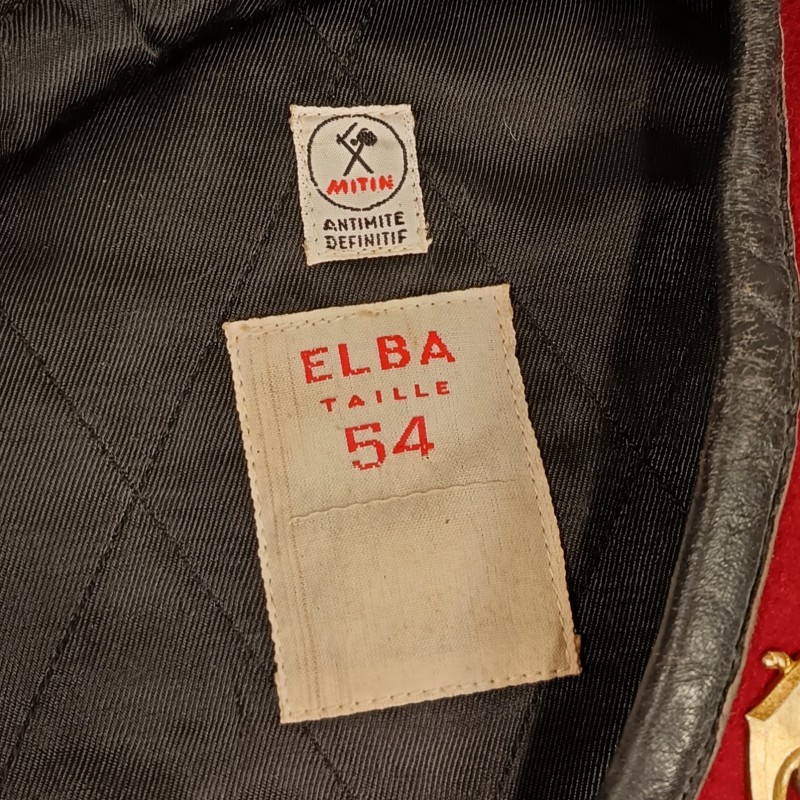 MITIN
ANTIMITE
DEFINITIF
ELBA
TAILLE
54